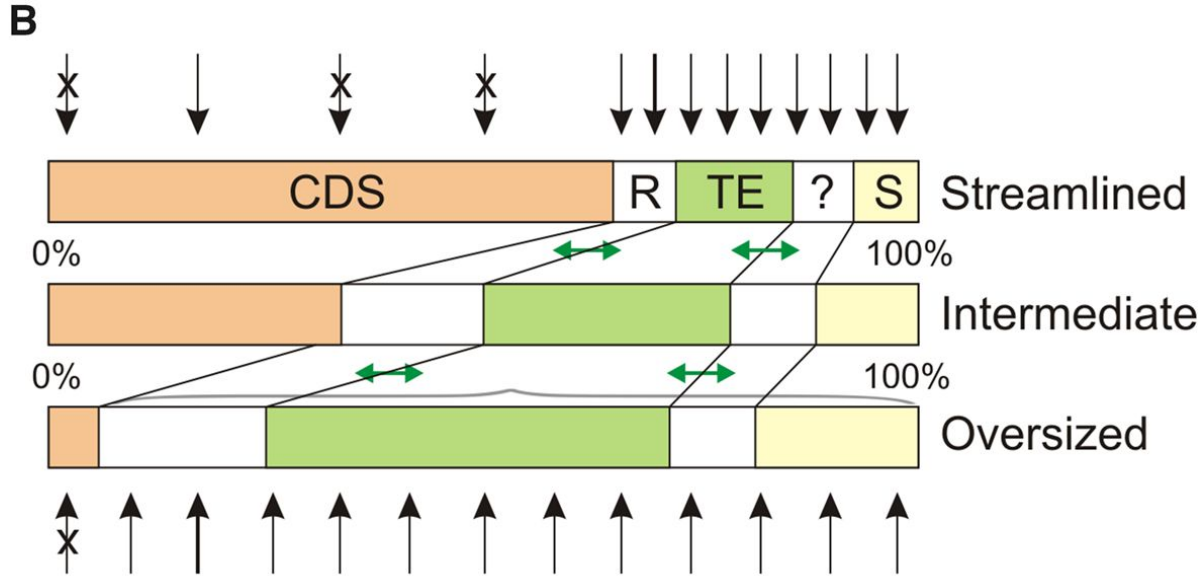 B
X X X
CDS R TE ? S Streamlined
0% 100%
Intermediate
0% 100%
Oversized
X